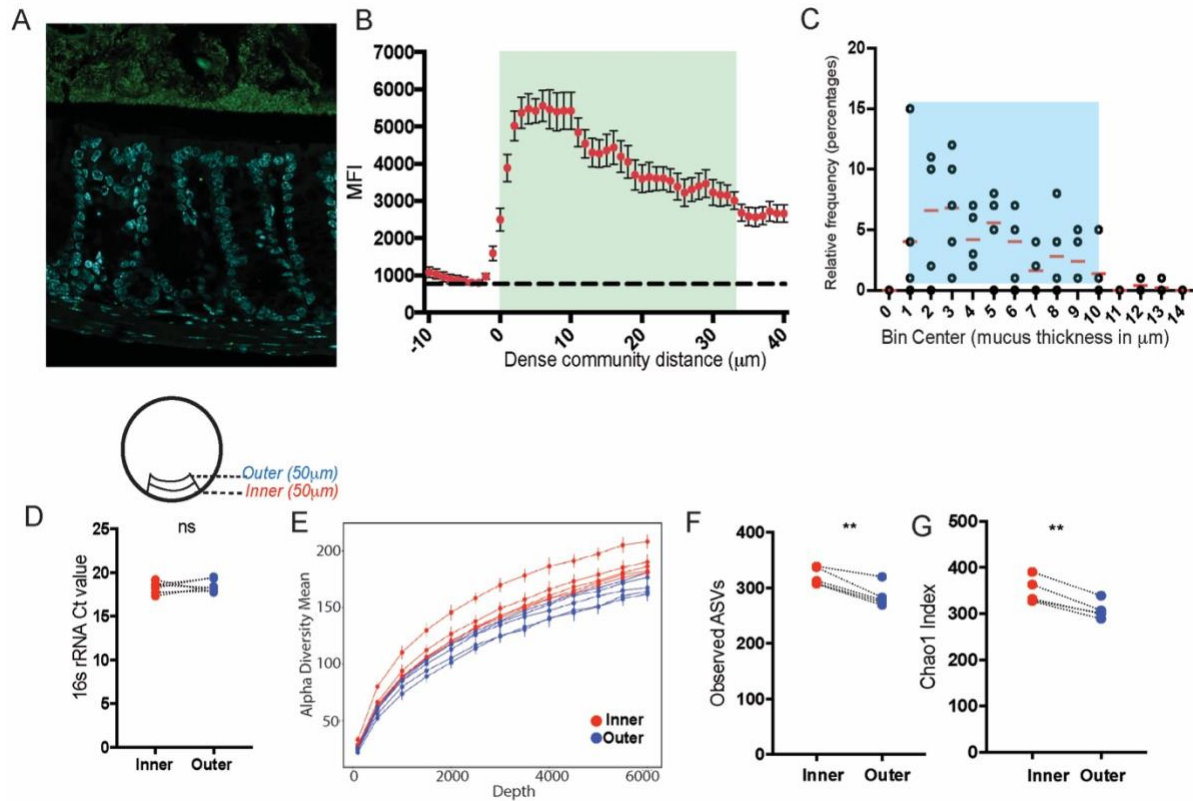 A
B
7000
6000
5000
4000
3000
2000
1000
0
MFI
-10
0
10
20
30
40
Dense community distance (μm)
C
20
15
10
5
0
Relative frequency (percentages)
0
1
2
3
4
5
6
7
8
9
10
11
12
13
14
Bin Center (mucus thickness in μm)
Outer (50μm)
Inner (50μm)
D
ns
25
20
15
10
5
0
16s rRNA Ct value
Inner Outer
E
200
150
100
50
Alpha Diversity Mean
0 2000 4000 6000
Depth
Inner
Outer
F
**
400
300
200
100
0
Observed ASVs
Inner Outer
G
**
500
400
300
200
100
0
Chao1 Index
Inner Outer